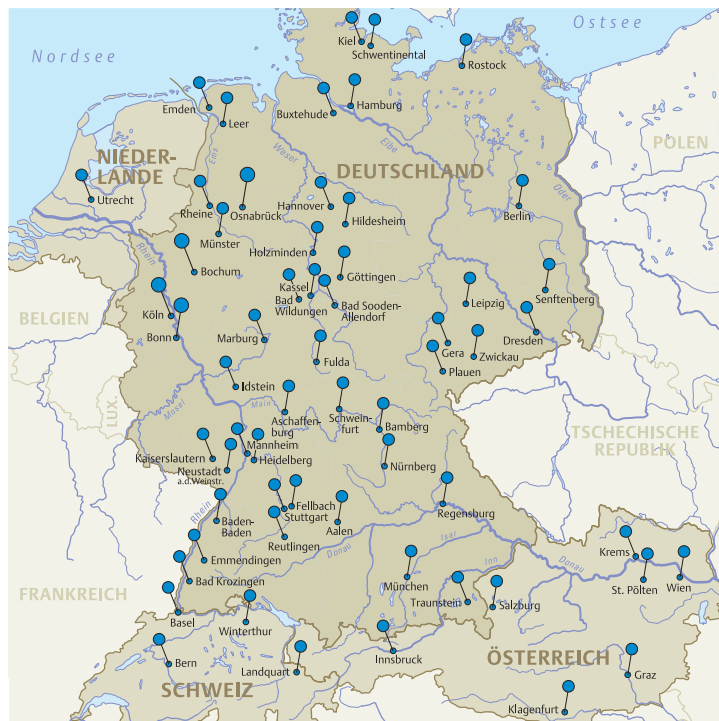 Nordsee
Ostsee
Kiel
Schwentinental
Rostock
Emden
Leer
Buxtehude
Hamburg
Elbe
Ems
Weser
POLEN
NIEDER-
LANDE
DEUTSCHLAND
Oder
Utrecht
Rheine
Osnabrück
Hannover
Hildesheim
Berlin
Münster
Holzminden
Rhein
Bochum
Göttingen
Kassel
Bad
Wildungen
Bad Sooden-
Allendorf
Leipzig
Senftenberg
BELGIEN
Köln
Bonn
Marburg
Dresden
Gera
Zwickau
Fulda
Plauen
Idstein
LUX.
Mosel
Main
Aschaffen-
burg
Schwein-
furt
Bamberg
TSCHECHISCHE
REPUBLIK
Kaiserslautern
Mannheim
Heidelberg
Neustadt
a.d.Weinstr.
Nürnberg
Rhein
Baden-
Baden
Fellbach
Stuttgart
Aalen
Regensburg
Reutlingen
Donau
Isar
Inn
Donau
Krems
Emmendingen
Bad Krozingen
München
Traunstein
Salzburg
St. Pölten
Wien
FRANKREICH
Basel
Winterthur
Bern
Landquart
Innsbruck
ÖSTERREICH
Graz
SCHWEIZ
Klagenfurt